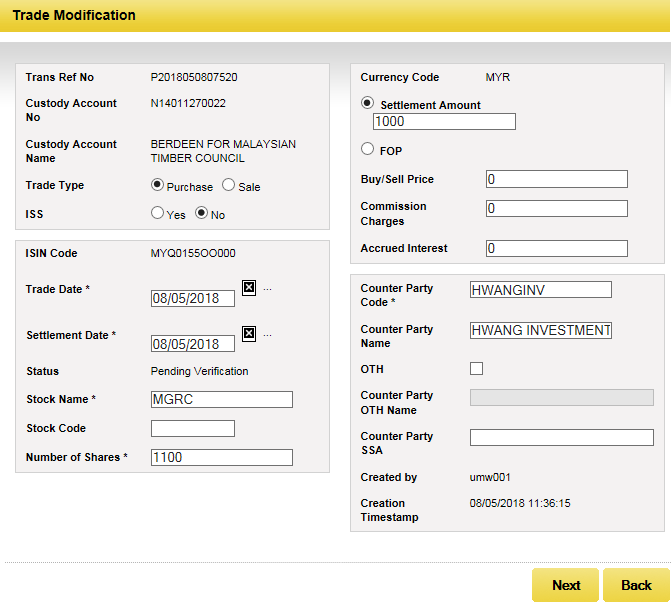 Trade Modification
Trans Ref No P2018050807520
Custody Account N14011270022
No
Custody Account BERDEEN FOR MALAYSIAN
Name TIMBER COUNCIL
Trade Type Purchase Sale
ISS Yes No
ISIN Code MYQ0155OO000
Trade Date * 08/05/2018 ...
Settlement Date * 08/05/2018 ...
Status Pending Verification
Stock Name * MGRC
Stock Code
Number of Shares * 1100
Currency Code MYR
Settlement Amount
1000
FOP
Buy/Sell Price 0
Commission 0
Charges
Accrued Interest 0
Counter Party HWANGINV
Code *
Counter Party HWANG INVESTMENT
Name
OTH
Counter Party
OTH Name
Counter Party
SSA
Created by umw001
Creation 08/05/2018 11:36:15
Timestamp
Next Back